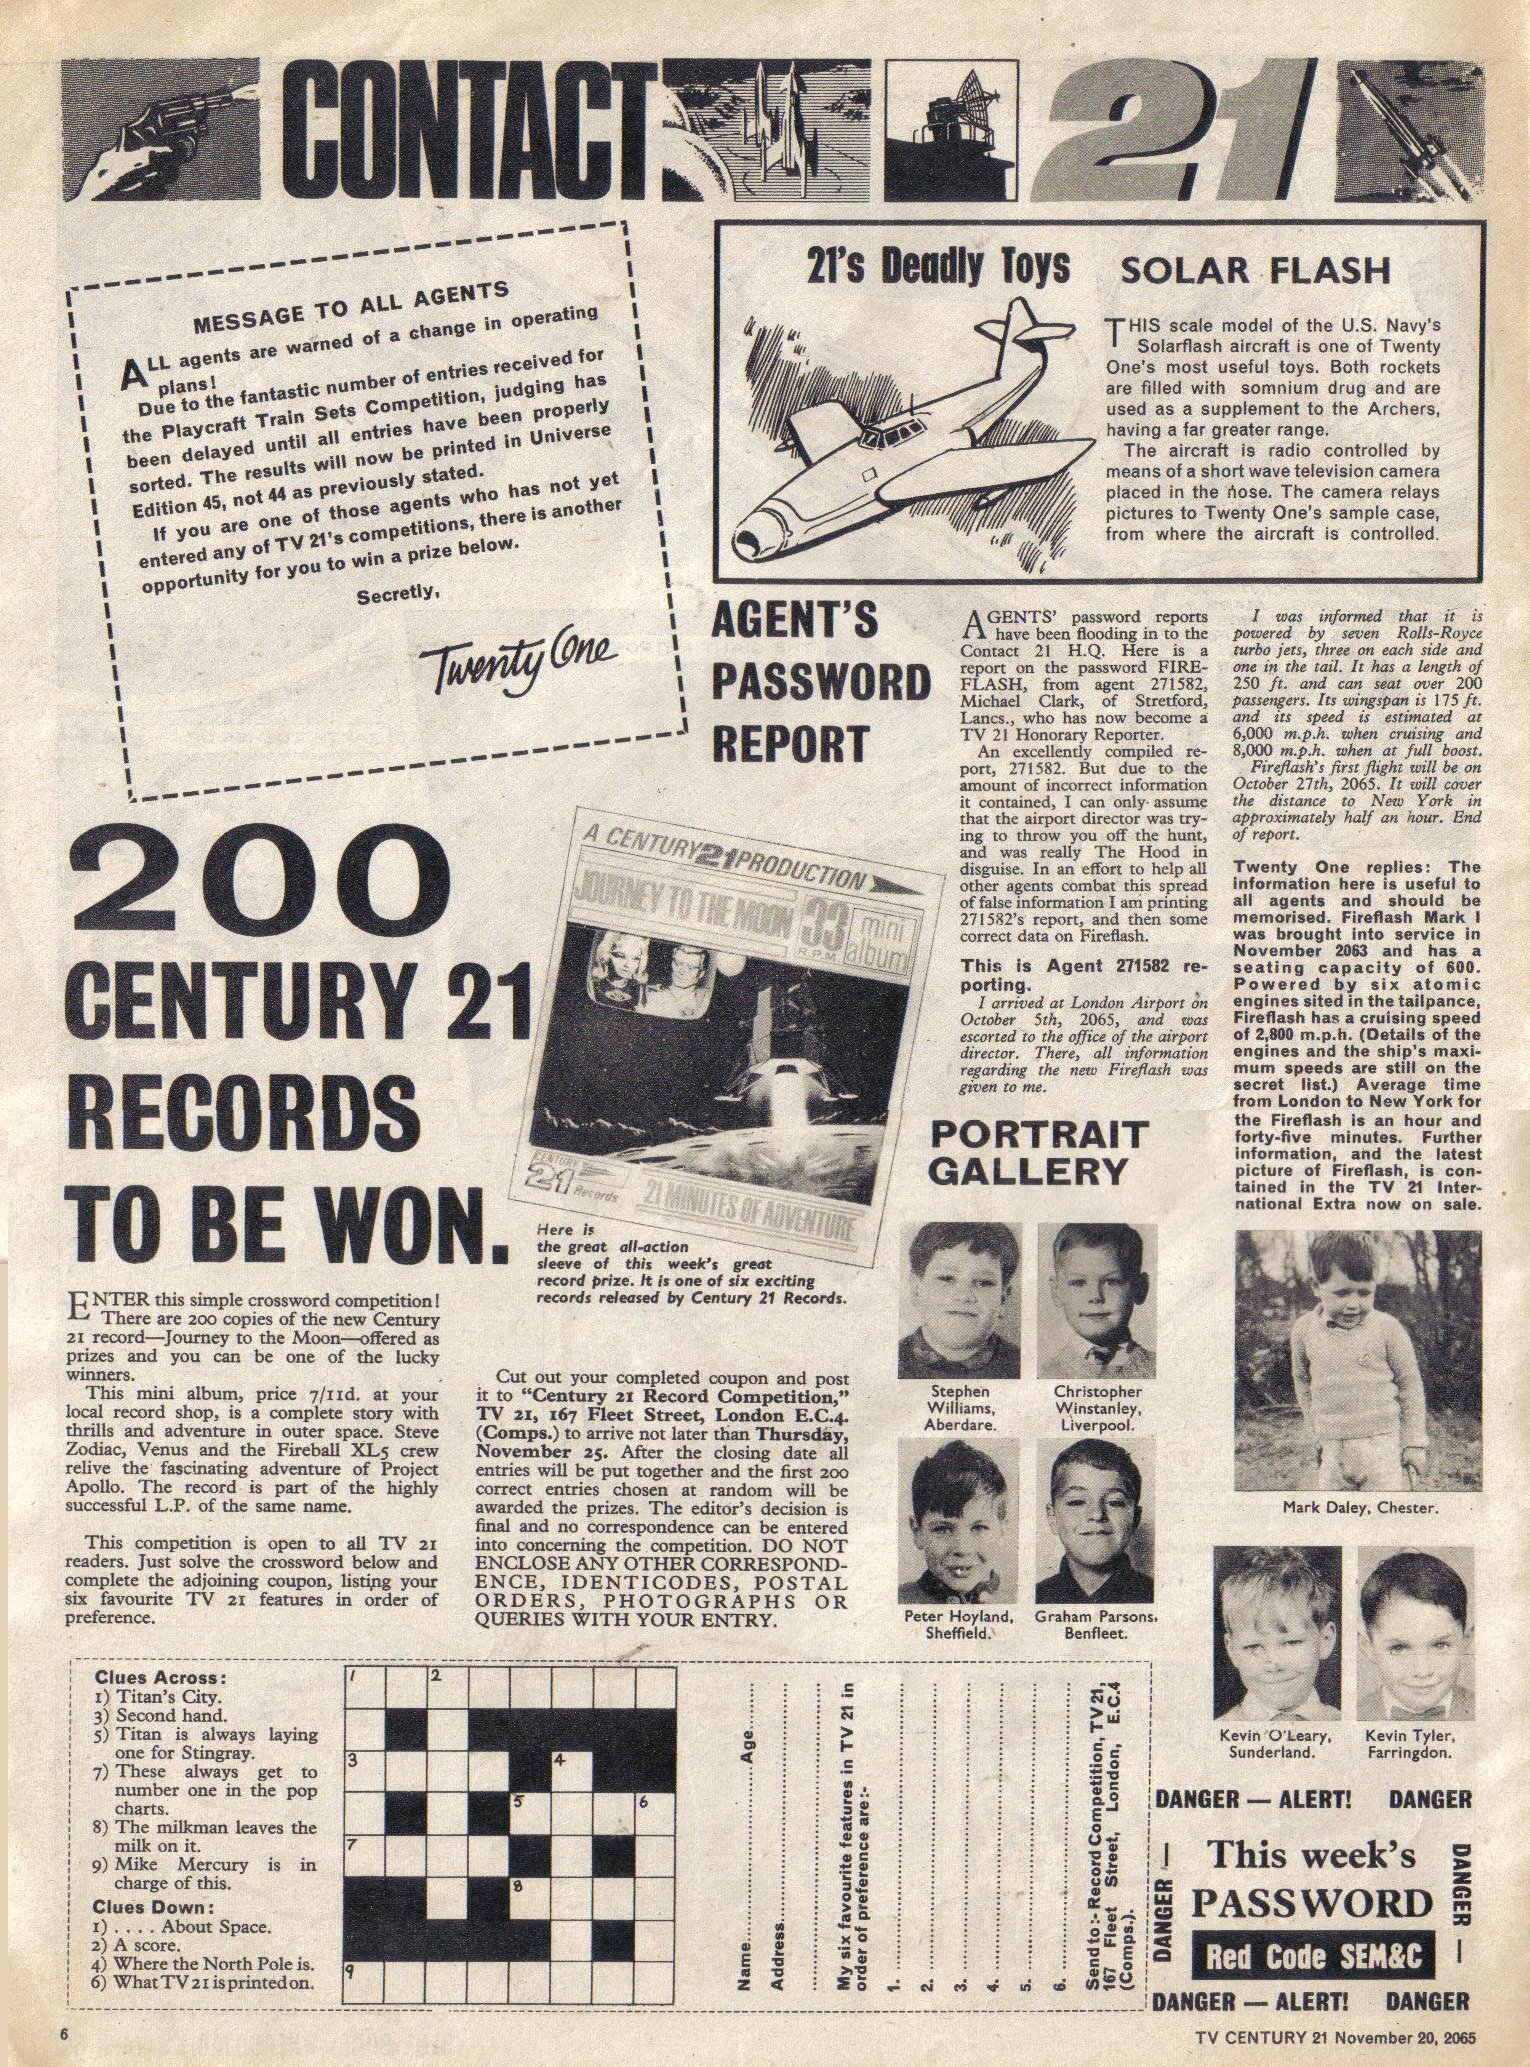 CONTACT 21
MESSAGE TO ALL AGENTS
ALL agents are warned of a change in operating
plans!
Due to the fantastic number of entries received for
the Playcraft Train Sets Competition, judging has
been delayed until all entries have been properly
sorted. The results will now be printed in Universe
Edition 45, not 44 as previously stated.
If you are one of those agents who has not yet
entered any of TV 21's competitions, there is another
opportunity for you to win a prize below.
Secretly,
Twenty One
21's Deadly Toys
SOLAR FLASH
THIS scale model of the U.S. Navy's
Solarflash aircraft is one of Twenty
One's most useful toys. Both rockets
are filled with somnium drug and are
used as a supplement to the Archers,
having a far greater range.
The aircraft is radio controlled by
means of a short wave television camera
placed in the nose. The camera relays
pictures to Twenty One's sample case,
from where the aircraft is controlled.
AGENT'S
PASSWORD
REPORT
AGENTS' password reports
have been flooding in to the
Contact 21 H.Q. Here is a
report on the password FIRE-
FLASH, from agent 271582,
Michael Clark, of Stretford,
Lancs., who has now become a
TV 21 Honorary Reporter.
An excellently compiled re-
port, 271582. But due to the
amount of incorrect information
it contained, I can only assume
that the airport director was try-
ing to throw you off the hunt,
and was really The Hood in
disguise. In an effort to help all
other agents combat this spread
of false information I am printing
271582's report, and then some
correct data on Fireflash.
This is Agent 271582 re-
porting.
I arrived at London Airport on
October 5th, 2065, and was
escorted to the office of the airport
director. There, all information
regarding the new Fireflash was
given to me.
I was informed that it is
powered by seven Rolls-Royce
turbo jets, three on each side and
one in the tail. It has a length of
250 ft. and can seat over 200
passengers. Its wingspan is 175 ft.
and its speed is estimated at
6,000 m.p.h. when cruising and
8,000 m.p.h. when at full boost.
Fireflash's first flight will be on
October 27th, 2065. It will cover
the distance to New York in
approximately half an hour. End
of report.
Twenty One replies: The
information here is useful to
all agents and should be
memorised. Fireflash Mark I
was brought into service in
November 2063 and has a
seating capacity of 600.
Powered by six atomic
engines sited in the tailpance,
Fireflash has a cruising speed
of 2,800 m.p.h. (Details of the
engines and the ship's maxi-
mum speeds are still on the
secret list.) Average time
from London to New York for
the Fireflash is an hour and
forty-five minutes. Further
information, and the latest
picture of Fireflash, is con-
tained in the TV 21 Inter-
national Extra now on sale.
200
CENTURY 21
RECORDS
TO BE WON.
A CENTURY 21 PRODUCTION
JOURNEY TO THE MOON
33
R.P.M
mini
album
CENTURY
21 Records
21 MINUTES OF ADVENTURE
Here is
the great all-action
sleeve of this week's great
record prize. It is one of six exciting
records released by Century 21 Records.
ENTER this simple crossword competition!
There are 200 copies of the new Century
21 record—Journey to the Moon—offered as
prizes and you can be one of the lucky
winners.
This mini album, price 7/11d. at your
local record shop, is a complete story with
thrills and adventure in outer space. Steve
Zodiac, Venus and the Fireball XL5 crew
relive the fascinating adventure of Project
Apollo. The record is part of the highly
successful L.P. of the same name.
This competition is open to all TV 21
readers. Just solve the crossword below and
complete the adjoining coupon, listing your
six favourite TV 21 features in order of
preference.
Cut out your completed coupon and post
it to "Century 21 Record Competition,"
TV 21, 167 Fleet Street, London E.C.4.
(Comps.) to arrive not later than Thursday,
November 25. After the closing date all
entries will be put together and the first 200
correct entries chosen at random will be
awarded the prizes. The editor's decision is
final and no correspondence can be entered
into concerning the competition. DO NOT
ENCLOSE ANY OTHER CORRESPOND-
ENCE, IDENTICODES, POSTAL
ORDERS, PHOTOGRAPHS OR
QUERIES WITH YOUR ENTRY.
PORTRAIT
GALLERY
Stephen
Williams,
Aberdare.
Christopher
Winstanley,
Liverpool.
Peter Hoyland,
Sheffield.
Graham Parsons,
Benfleet.
Mark Daley, Chester.
Kevin O'Leary,
Sunderland.
Kevin Tyler,
Farringdon.
Clues Across:
1) Titan's City.
3) Second hand.
5) Titan is always laying
one for Stingray.
7) These always get to
number one in the pop
charts.
8) The milkman leaves the
milk on it.
9) Mike Mercury is in
charge of this.
Clues Down:
1) . . . . About Space.
2) A score.
4) Where the North Pole is.
6) What TV 21 is printed on.
1 2
3 4
5 6
7
8
9
Name.................... Age..........
Address....................
My six favourite features in TV 21 in
order of preference are:-
1. ....................
2. ....................
3. ....................
4. ....................
5. ....................
6. ....................
Send to:- Record Competition, TV 21,
167 Fleet Street, London, E.C.4
(Comps.).
DANGER — ALERT! DANGER
DANGER —
This week's
PASSWORD
Red Code SEM&C
DANGER —
DANGER — ALERT! DANGER
6
TV CENTURY 21 November 20, 2065